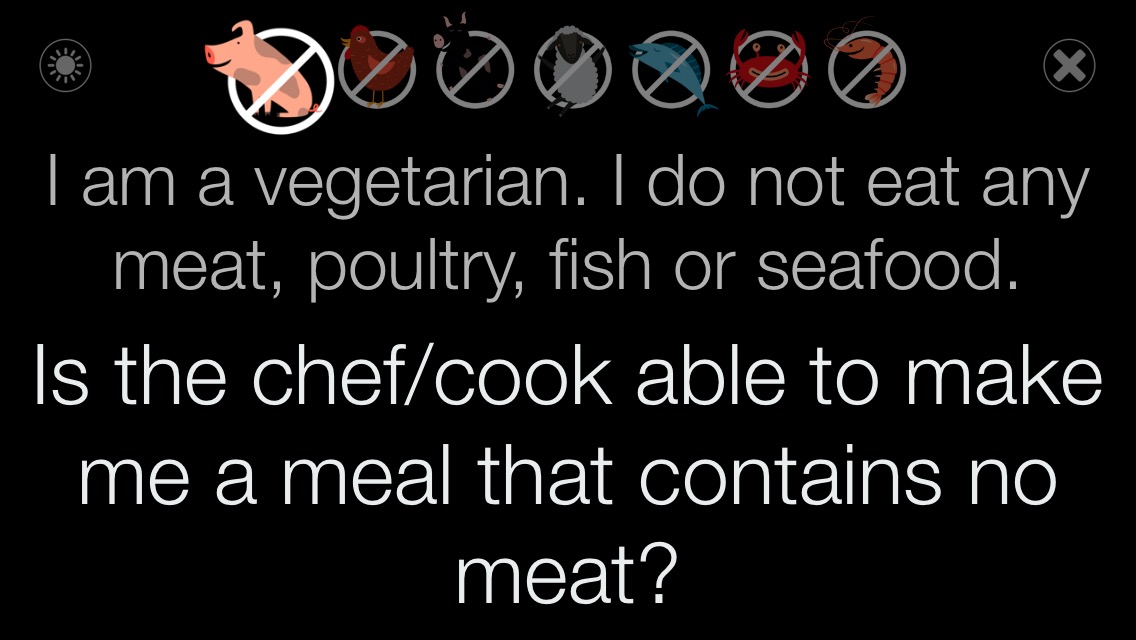 I am a vegetarian. I do not eat any
meat, poultry, fish or seafood.
Is the chef/cook able to make
me a meal that contains no
meat?